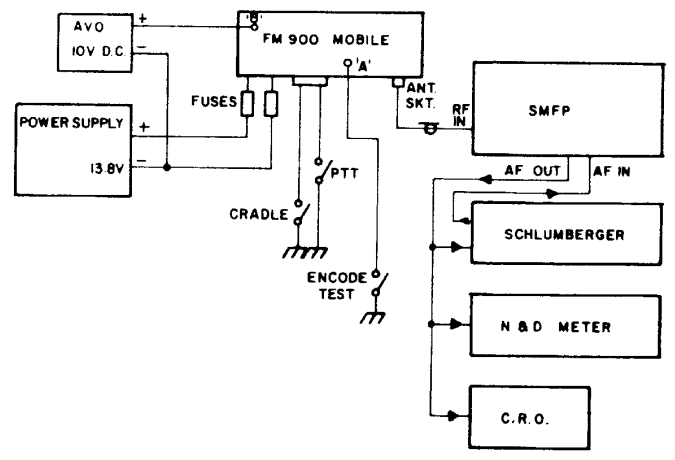 AVO
10V D.C.
+
−
'B'
FM 900 MOBILE
'A'
FUSES
POWER SUPPLY
+
−
13.8V
ANT.
SKT.
RF
IN
SMFP
PTT
CRADLE
AF OUT
AF IN
SCHLUMBERGER
ENCODE
TEST
N & D METER
C.R.O.